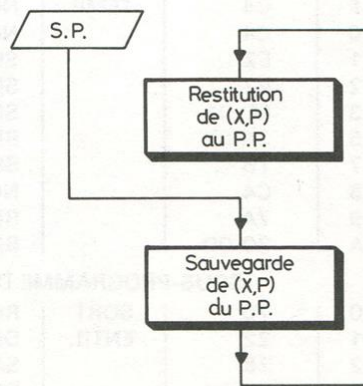 S.P.
Restitution
de (X,P)
au P.P.
Sauvegarde
de (X,P)
du P.P.